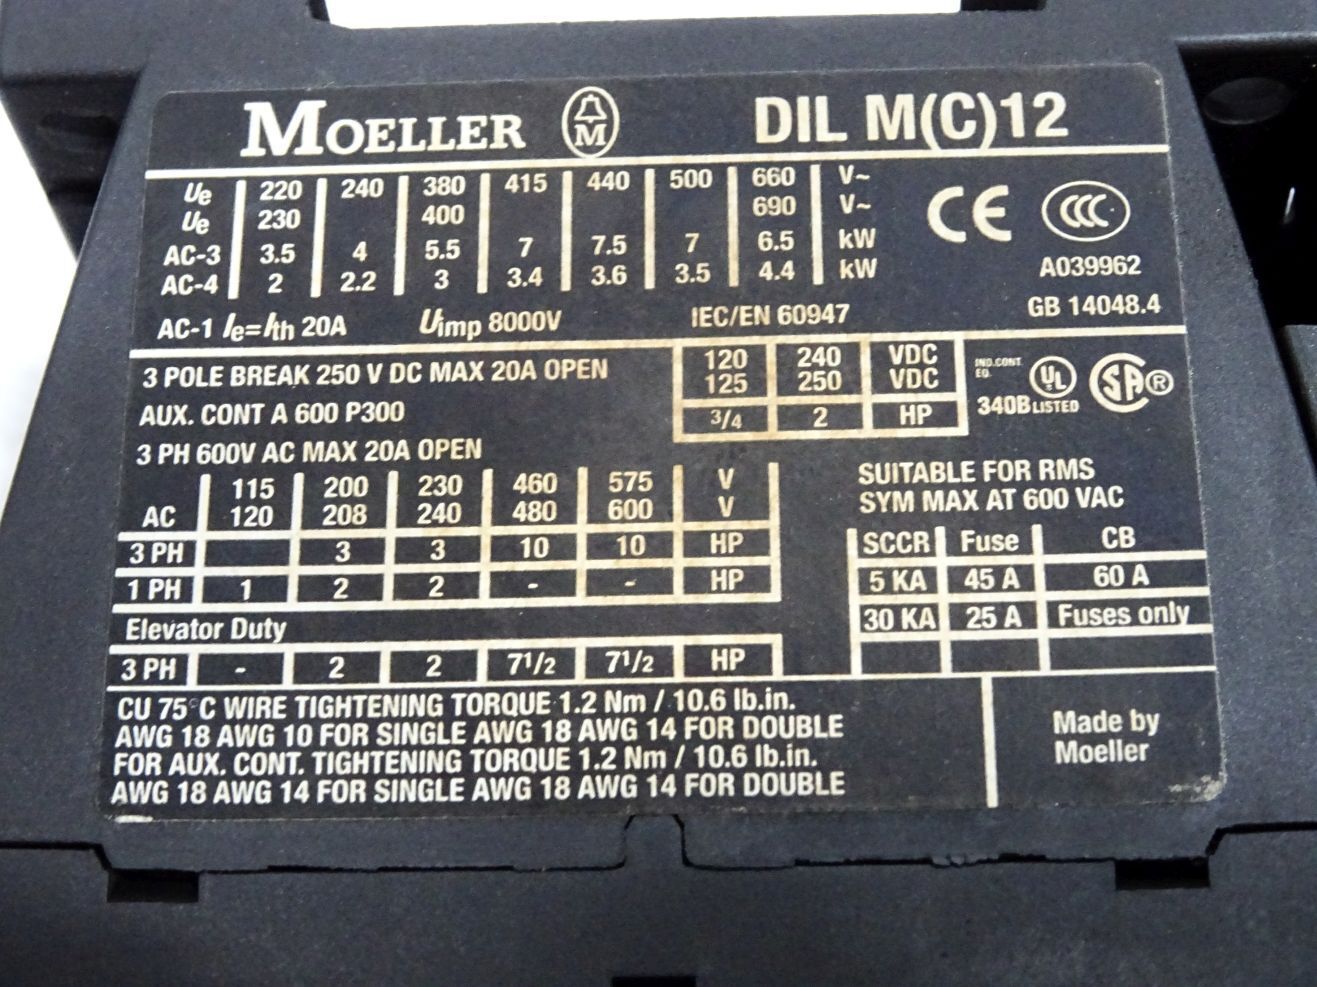 MOELLER M DIL M(C)12
Ue 220 240 380 415 440 500 660 V~
Ue 230 400 690 V~
AC-3 3.5 4 5.5 7 7.5 7 6.5 kW
AC-4 2 2.2 3 3.4 3.6 3.5 4.4 kW
CE CCC
A039962
AC-1 Ie=Ith 20A Uimp 8000V IEC/EN 60947 GB 14048.4
3 POLE BREAK 250 V DC MAX 20A OPEN
AUX. CONT A 600 P300
3 PH 600V AC MAX 20A OPEN
120 240 VDC
125 250 VDC
3/4 2 HP
IND.CONT
EQ.
UL
340B LISTED
SA ®
115 200 230 460 575 V
AC 120 208 240 480 600 V
3 PH 3 3 10 10 HP
1 PH 1 2 2 - - HP
Elevator Duty
3 PH - 2 2 7 1/2 7 1/2 HP
SUITABLE FOR RMS
SYM MAX AT 600 VAC
SCCR Fuse CB
5 KA 45 A 60 A
30 KA 25 A Fuses only
CU 75°C WIRE TIGHTENING TORQUE 1.2 Nm / 10.6 lb.in.
AWG 18 AWG 10 FOR SINGLE AWG 18 AWG 14 FOR DOUBLE
FOR AUX. CONT. TIGHTENING TORQUE 1.2 Nm / 10.6 lb.in.
AWG 18 AWG 14 FOR SINGLE AWG 18 AWG 14 FOR DOUBLE
Made by
Moeller